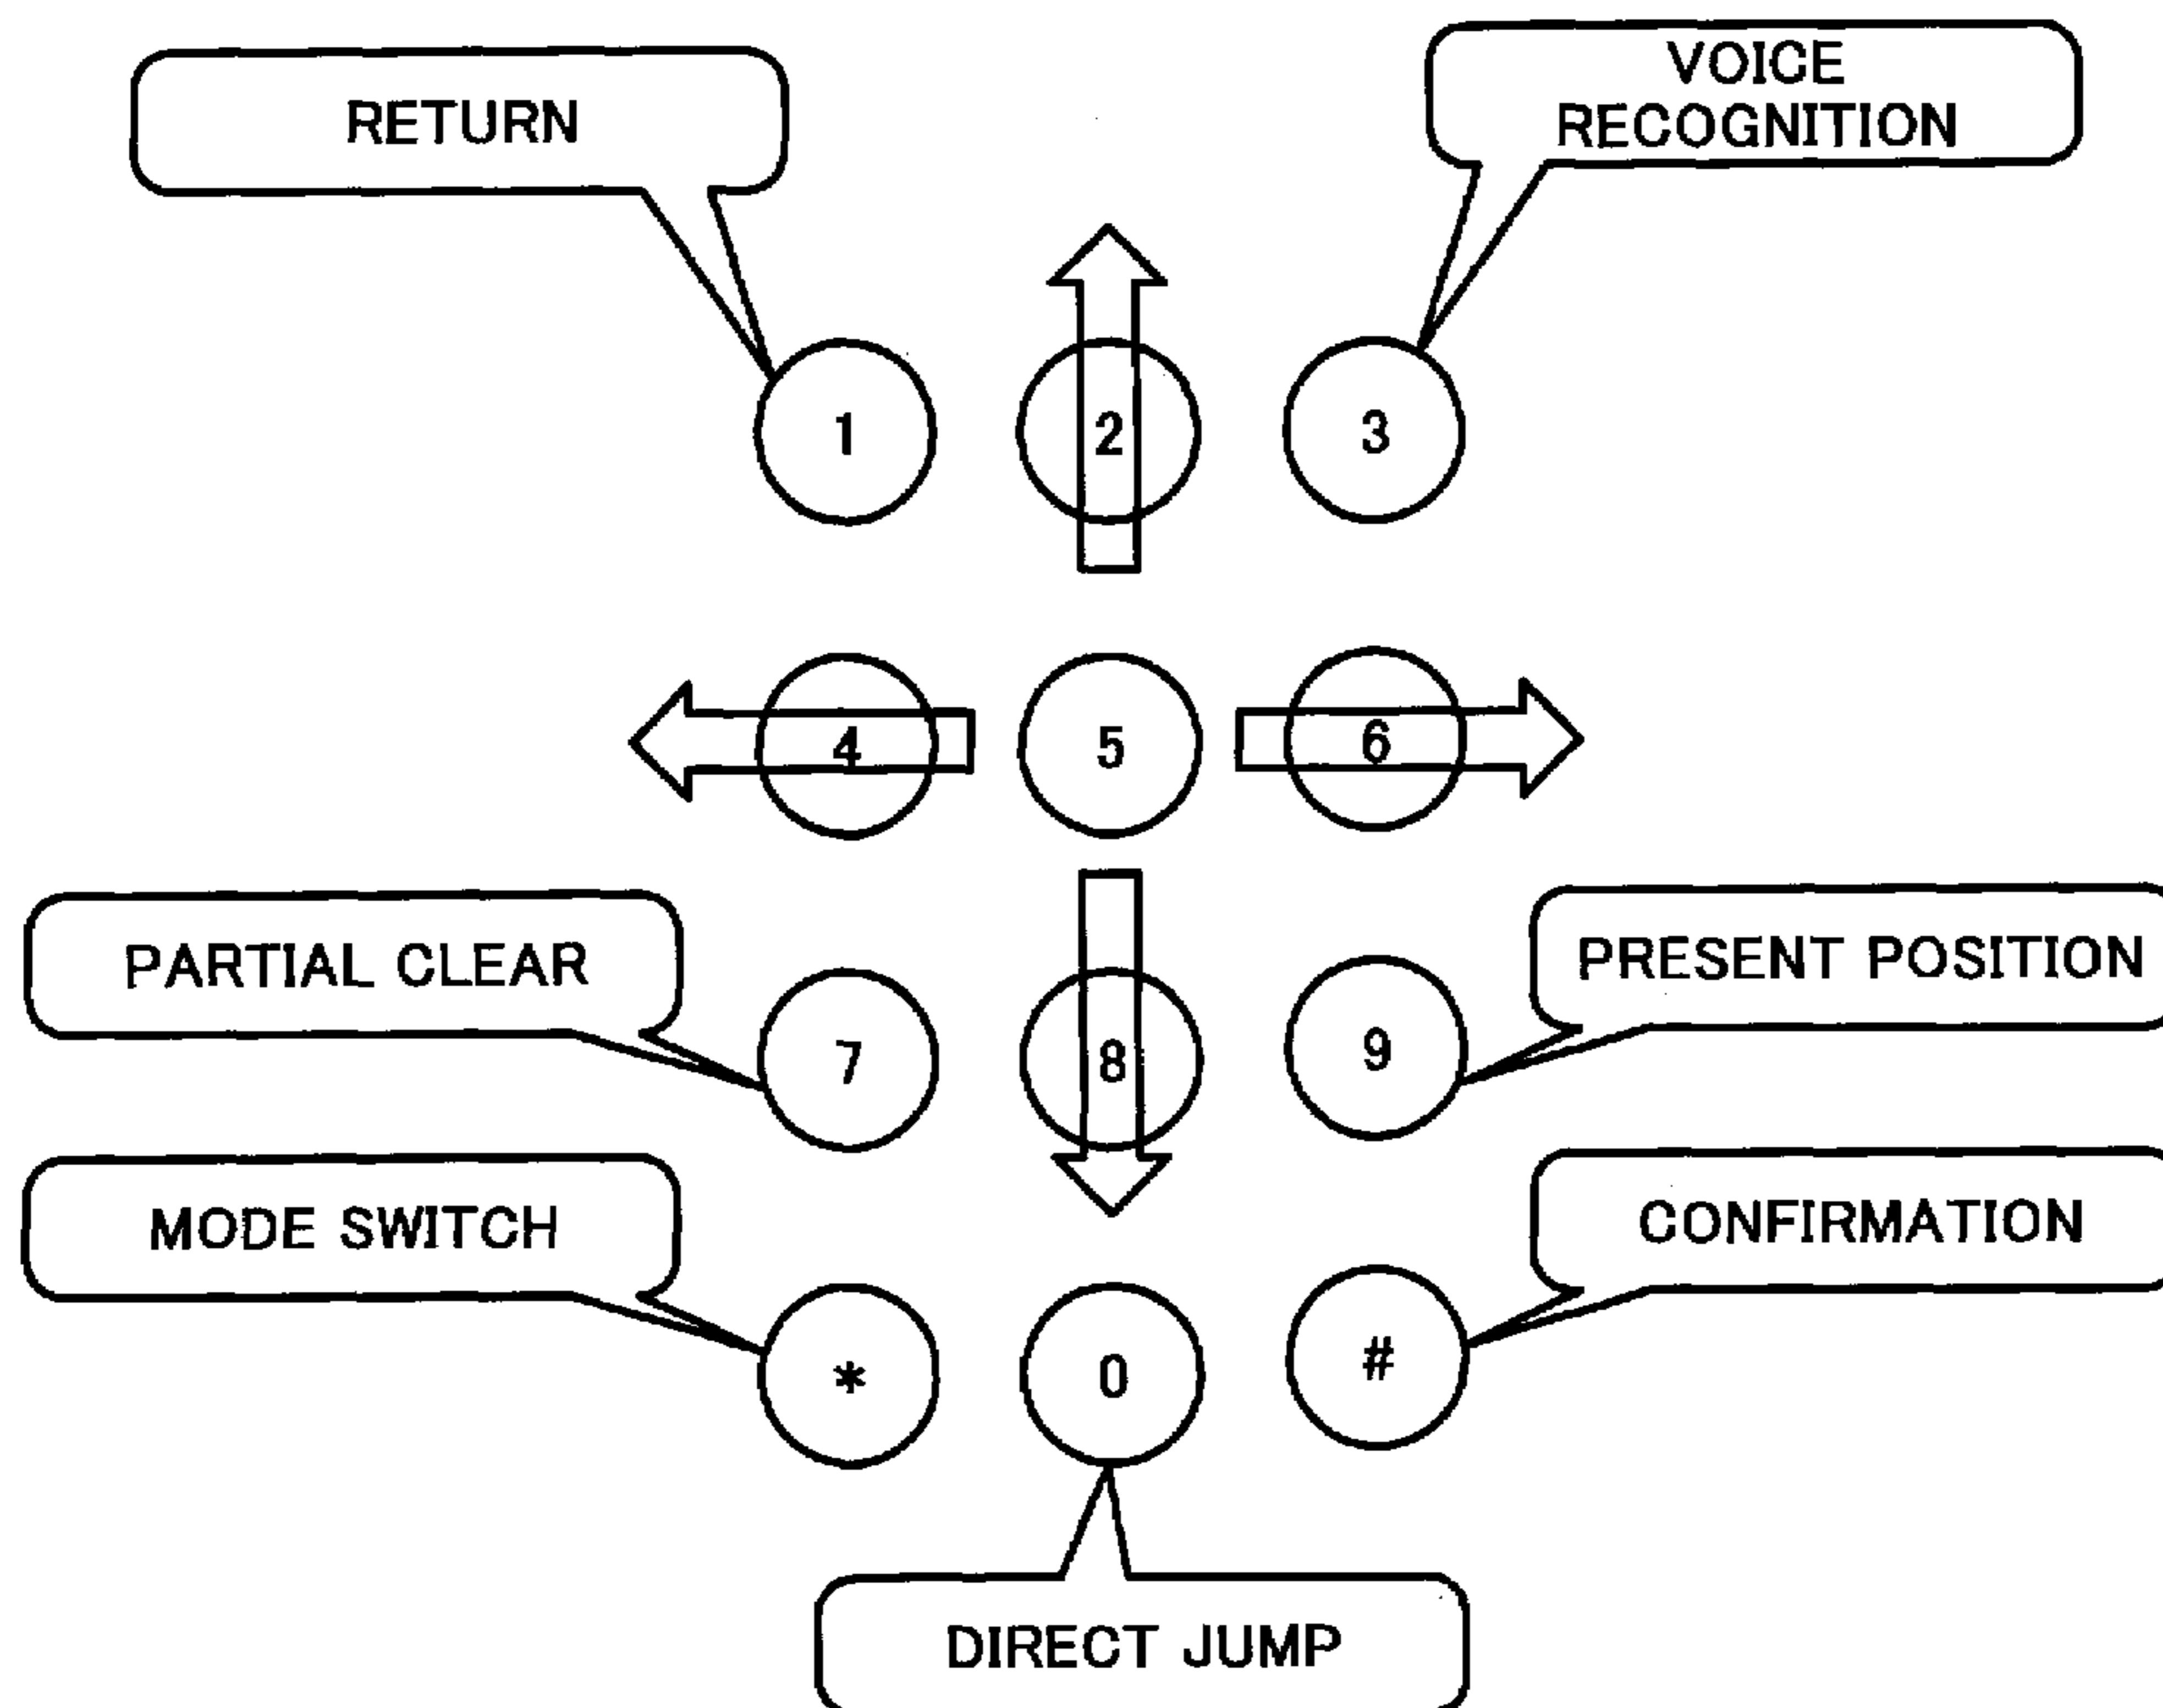 RETURN
VOICE
RECOGNITION
1 2 3
4 5 6
PARTIAL CLEAR
PRESENT POSITION
7 8 9
MODE SWITCH
CONFIRMATION
* 0 #
DIRECT JUMP